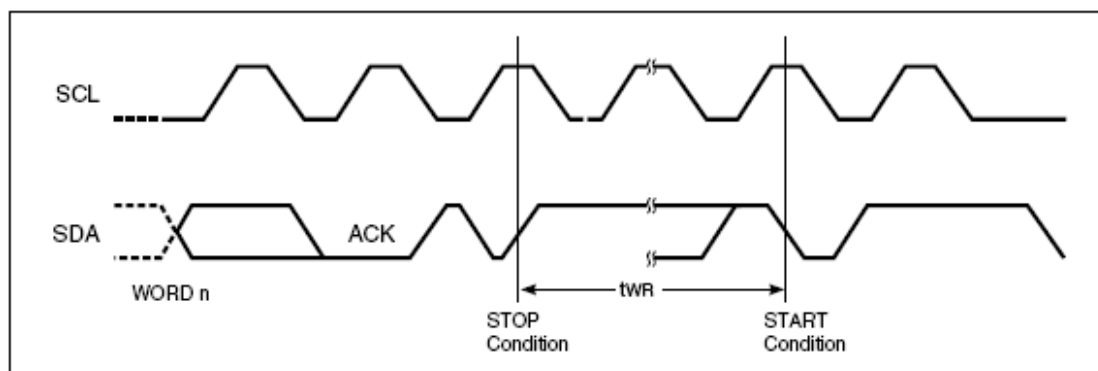 SCL
SDA
ACK
WORD n
tWR
STOP
Condition
START
Condition